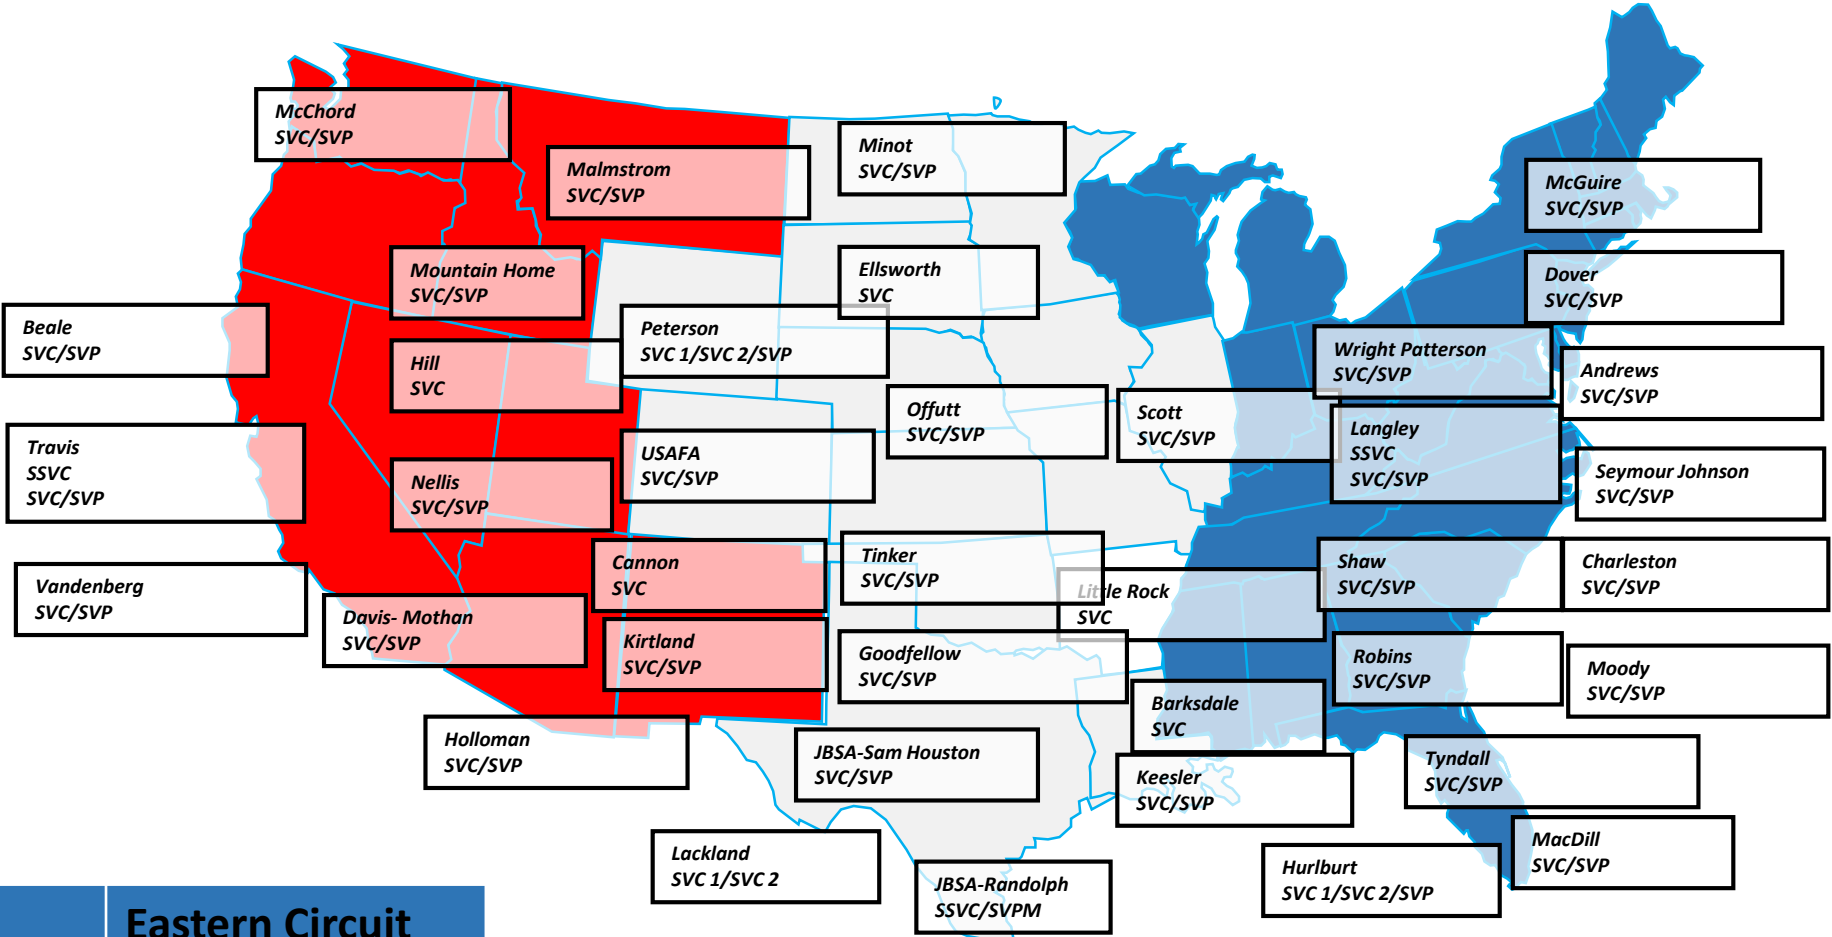 McChord
SVC/SVP
Malmstrom
SVC/SVP
Minot
SVC/SVP
McGuire
SVC/SVP
Mountain Home
SVC/SVP
Ellsworth
SVC
Dover
SVC/SVP
Beale
SVC/SVP
Peterson
SVC 1/SVC 2/SVP
Hill
SVC
Wright Patterson
SVC/SVP
Andrews
SVC/SVP
Offutt
SVC/SVP
Scott
SVC/SVP
Langley
SSVC
SVC/SVP
Travis
SSVC
SVC/SVP
USAFA
SVC/SVP
Nellis
SVC/SVP
Seymour Johnson
SVC/SVP
Cannon
SVC
Tinker
SVC/SVP
Little Rock
SVC
Shaw
SVC/SVP
Charleston
SVC/SVP
Vandenberg
SVC/SVP
Davis- Mothan
SVC/SVP
Kirtland
SVC/SVP
Goodfellow
SVC/SVP
Robins
SVC/SVP
Moody
SVC/SVP
Barksdale
SVC
Holloman
SVC/SVP
JBSA-Sam Houston
SVC/SVP
Keesler
SVC/SVP
Tyndall
SVC/SVP
MacDill
SVC/SVP
Lackland
SVC 1/SVC 2
JBSA-Randolph
SSVC/SVPM
Hurlburt
SVC 1/SVC 2/SVP
Eastern Circuit